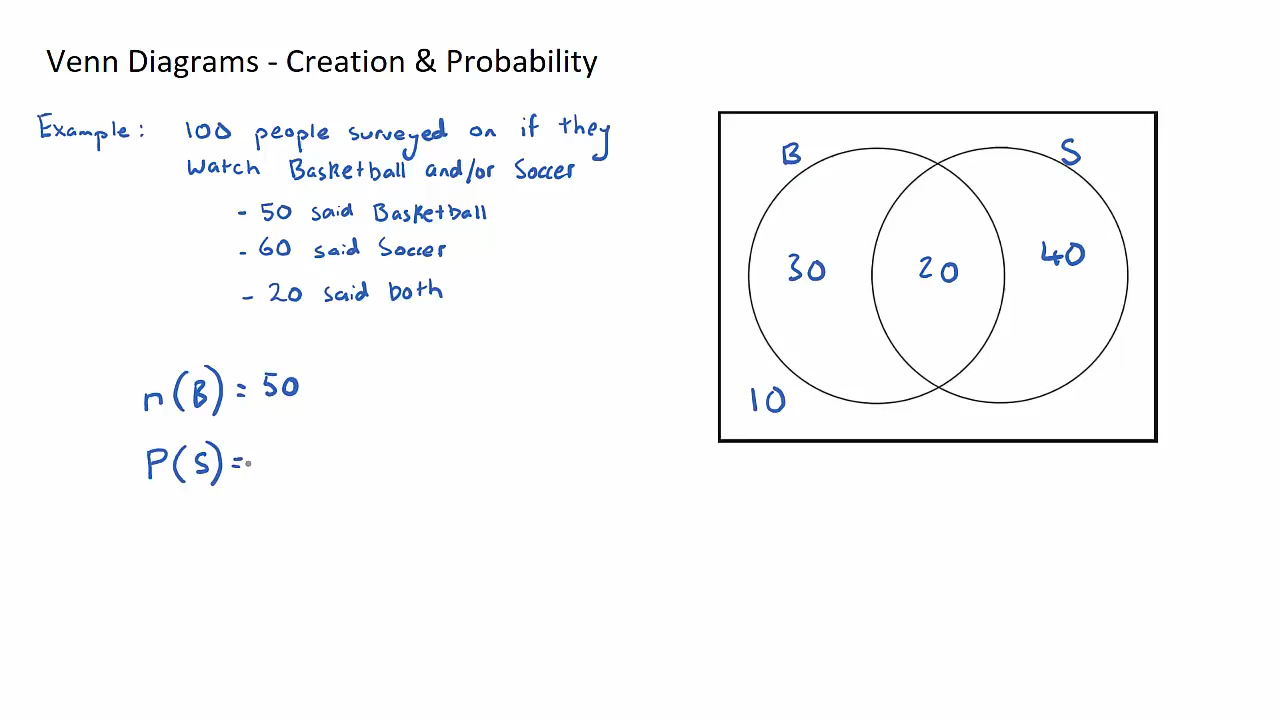 Venn Diagrams - Creation & Probability
Example: 100 people surveyed on if they
Watch Basketball and/or Soccer
- 50 said Basketball
- 60 said Soccer
- 20 said both
n(B) = 50
P(S) =
B
S
30
20
40
10